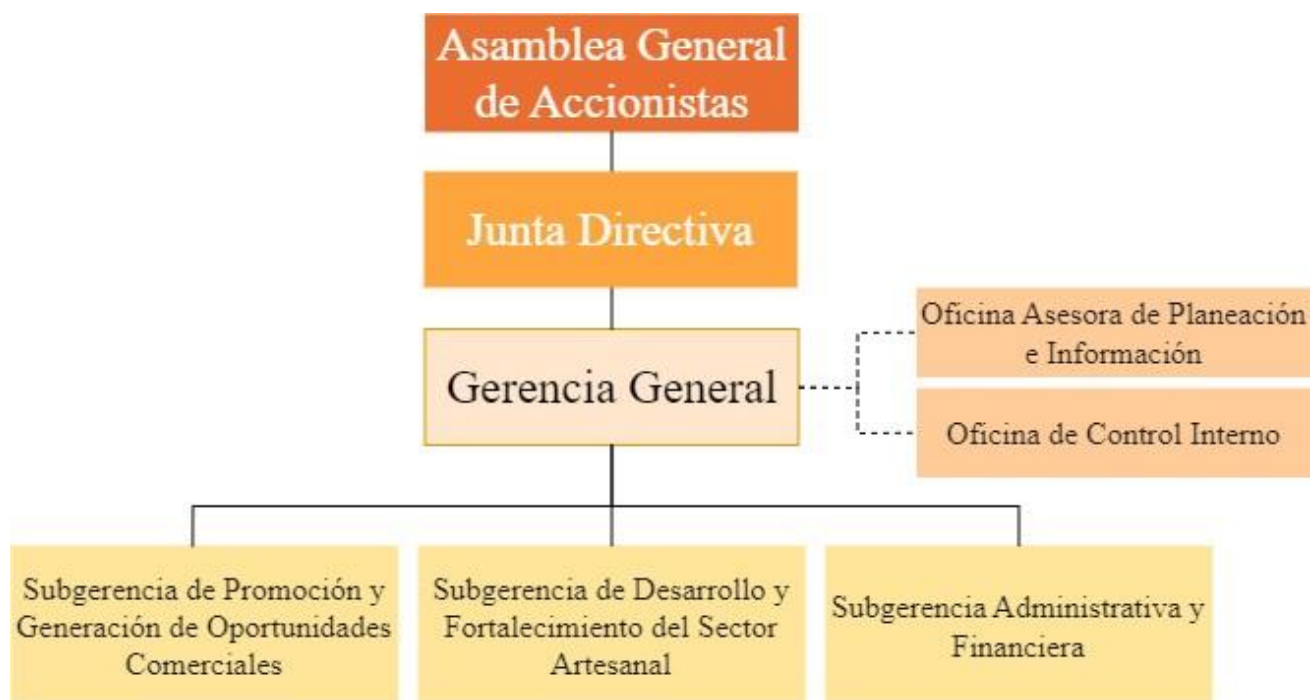 Asamblea General
de Accionistas
Junta Directiva
Gerencia General
Oficina Asesora de Planeación
e Información
Oficina de Control Interno
Subgerencia de Promoción y
Generación de Oportunidades
Comerciales
Subgerencia de Desarrollo y
Fortalecimiento del Sector
Artesanal
Subgerencia Administrativa y
Financiera